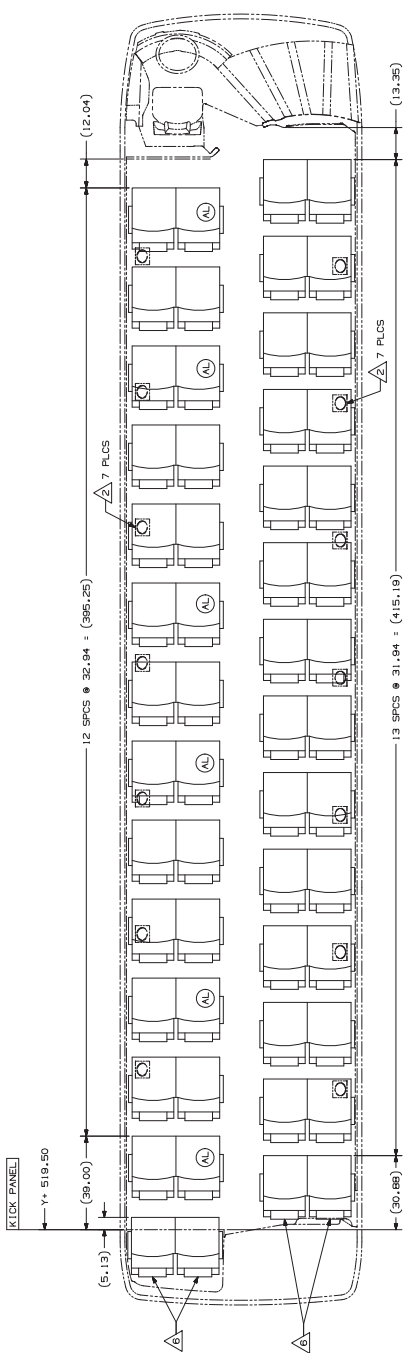 KICK PANEL
Y+ 519.50
(39.00)
(5.13)
12 SPCS @ 32.94 = (395.25)
(12.04)
2 7 PLCS
AL
AL
AL
AL
AL
AL
6
6
2 7 PLCS
(30.88)
13 SPCS @ 31.94 = (415.19)
(13.35)